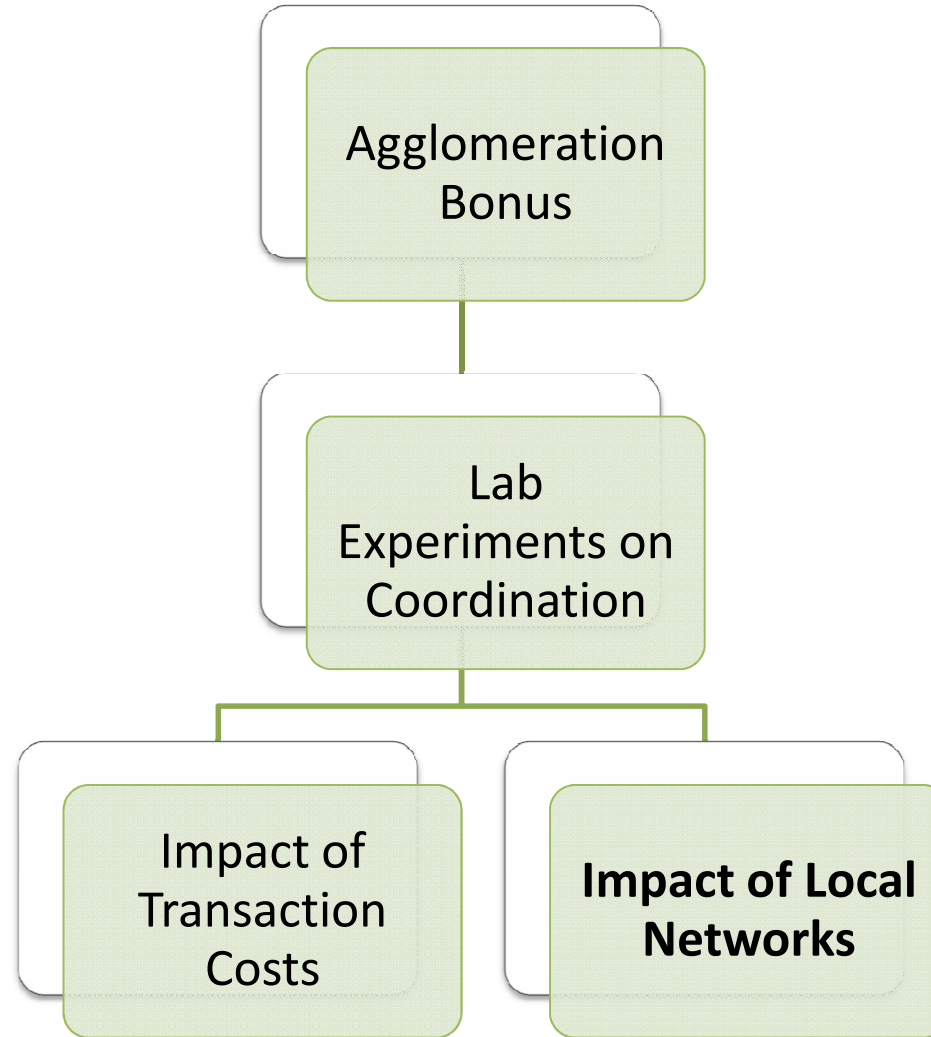 Agglomeration
Bonus
Lab
Experiments on
Coordination
Impact of
Transaction
Costs
Impact of Local
Networks